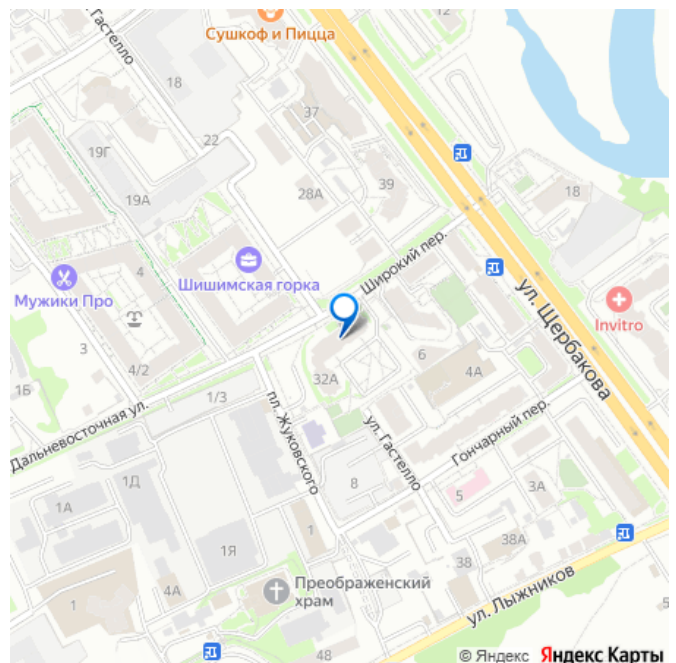 Гастелло
Сушкоф и Пицца
18
37
22
19Г
19А
28А
39
18
4
Шишимская горка
Широкий пер.
Мужики Про
ул. Щербакова
Invitro
3
4/2
6
4А
32А
1Б
1/3
Дальневосточная ул.
пл. Жуковского
ул. Гастелло
Гончарный пер.
1Д
1А
8
5
3А
1Я
1
38А
38
4А
1
Преображенский
храм
ул. Лыжников
5
48
© Яндекс Яндекс Карты